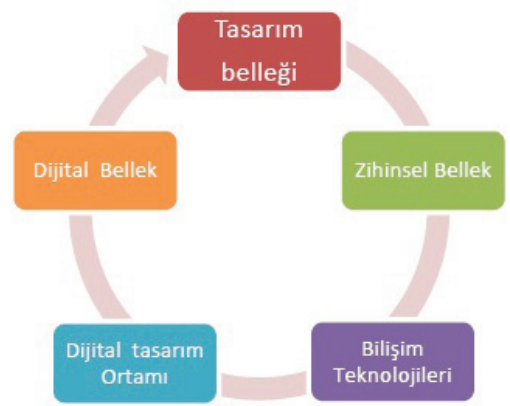 Tasarım
belleği
Zihinsel Bellek
Bilişim
Teknolojileri
Dijital tasarım
Ortamı
Dijital Bellek